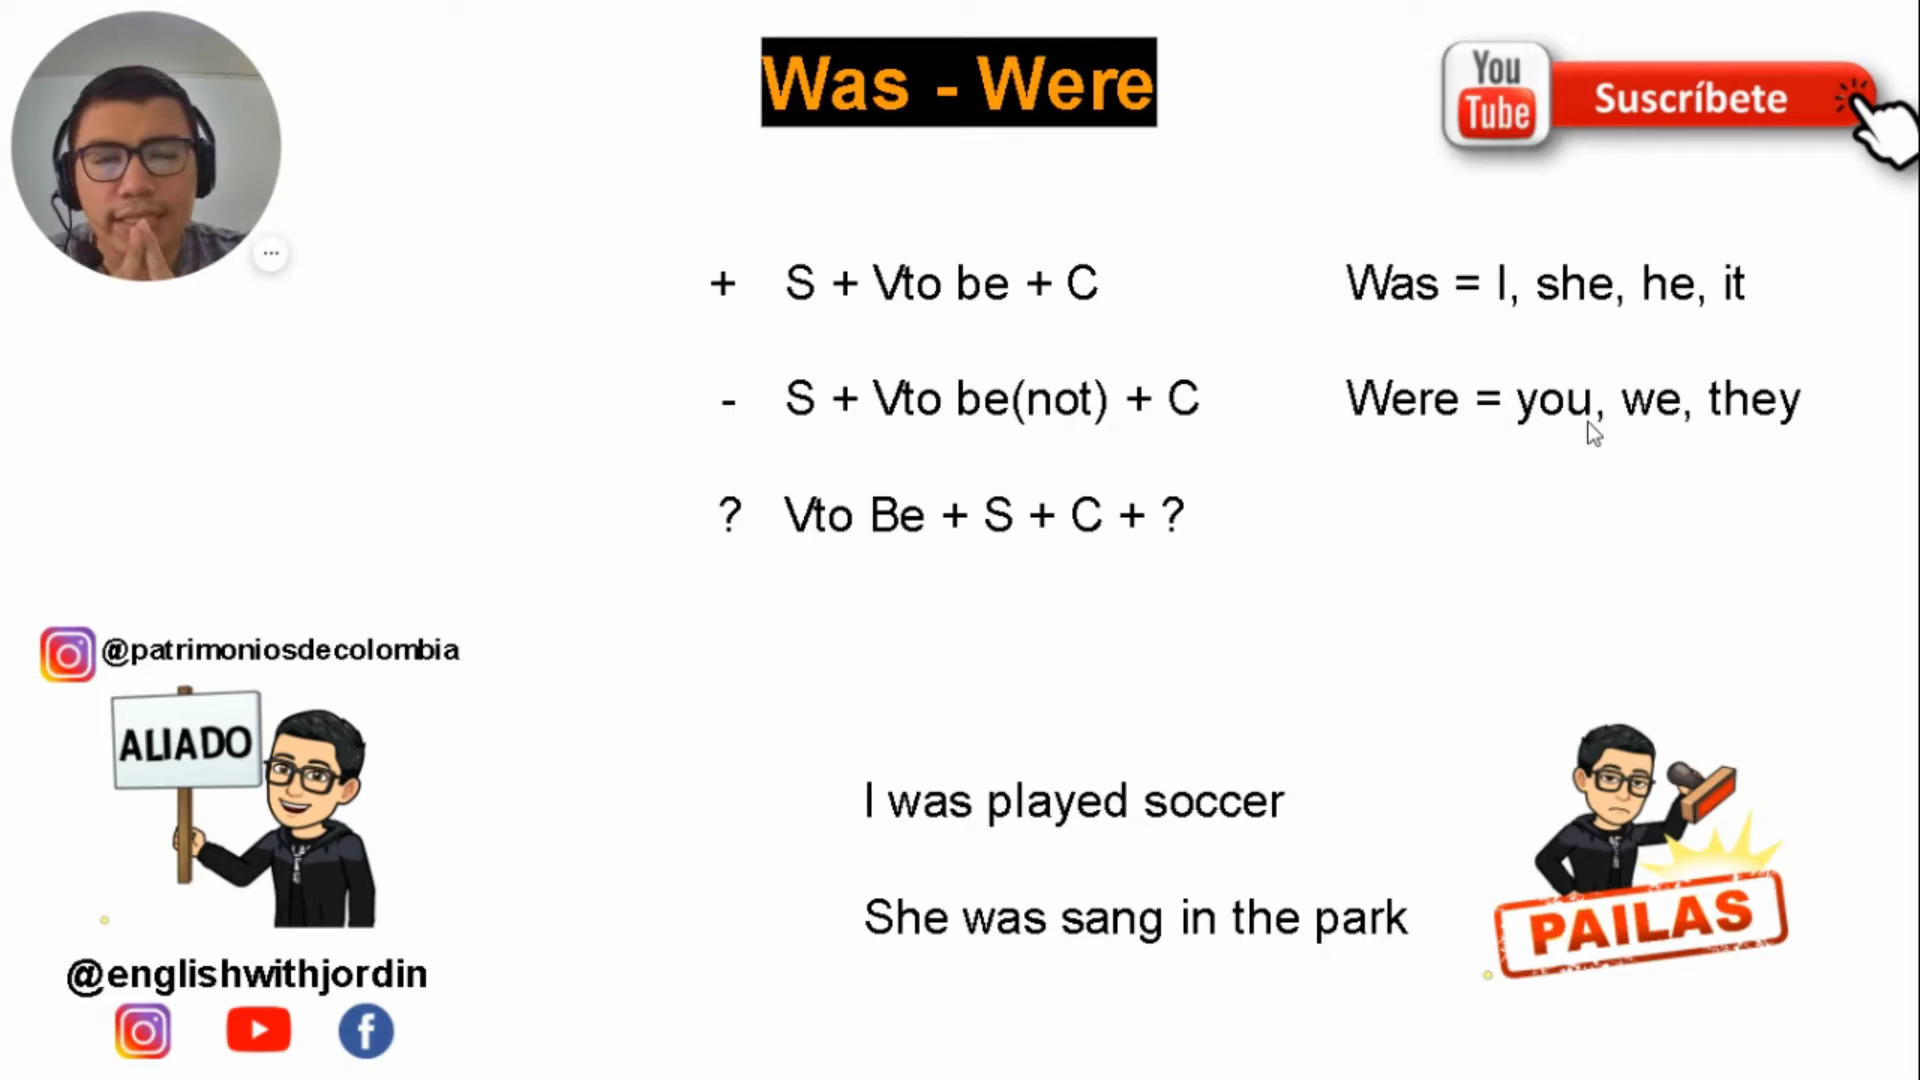 Was - Were
You
Tube
Suscríbete
+ S + Vto be + C
Was = I, she, he, it
- S + Vto be(not) + C
Were = you, we, they
? Vto Be + S + C + ?
@patrimoniosdecolombia
ALIADO
I was played soccer
She was sang in the park
PAILAS
@englishwithjordin